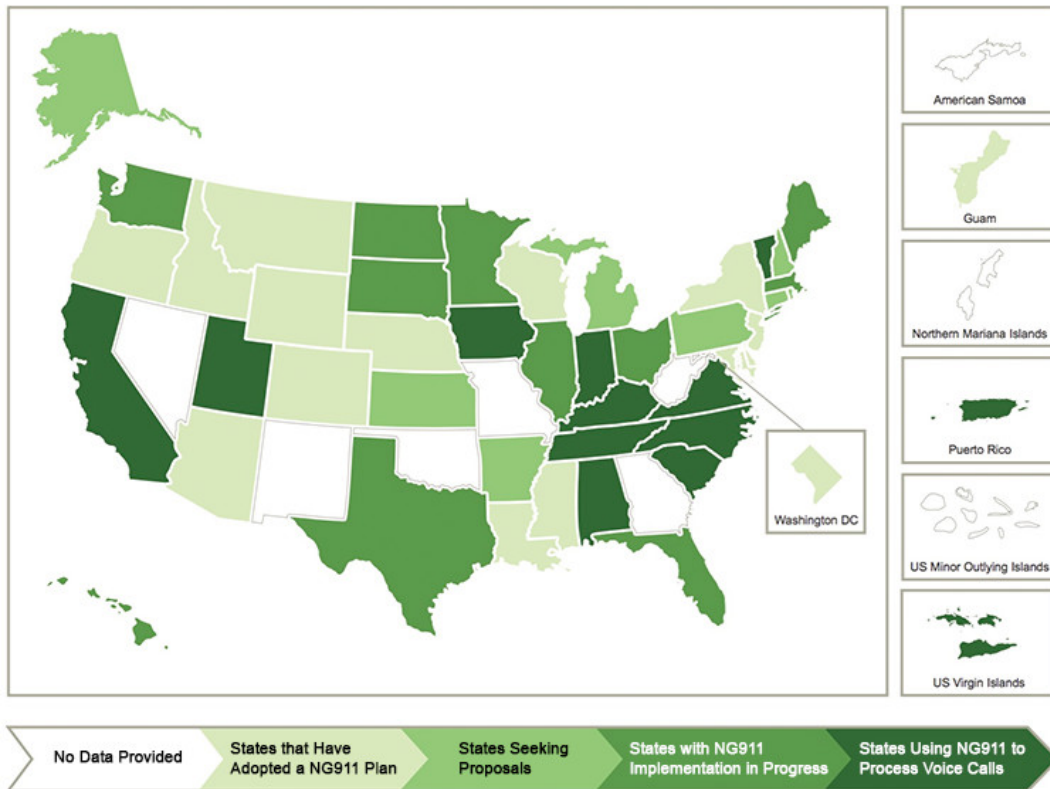 American Samoa
Guam
Northern Mariana Islands
Puerto Rico
Washington DC
US Minor Outlying Islands
US Virgin Islands
No Data Provided
States that Have
Adopted a NG911 Plan
States Seeking
Proposals
States with NG911
Implementation in Progress
States Using NG911 to
Process Voice Calls